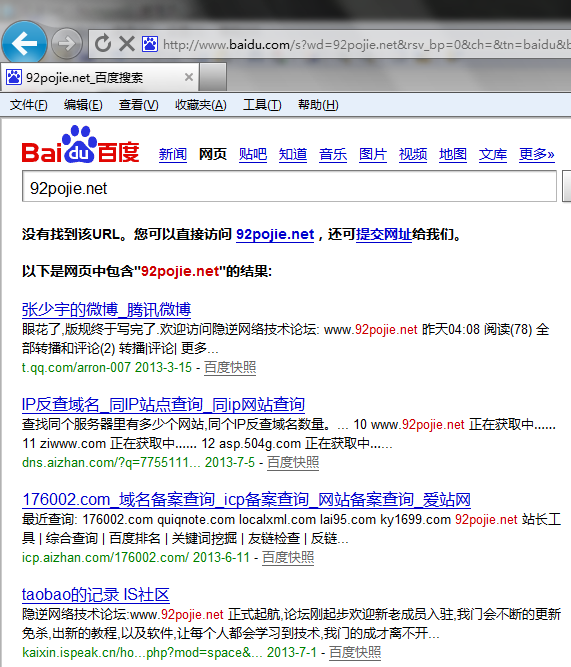 http://www.baidu.com/s?wd=92pojie.net&rsv_bp=0&ch=&tn=baidu&b
92pojie.net_百度搜索
文件(F) 编辑(E) 查看(V) 收藏夹(A) 工具(T) 帮助(H)
Bai du 百度 新闻 网页 贴吧 知道 音乐 图片 视频 地图 文库 更多»
92pojie.net
没有找到该URL。您可以直接访问 92pojie.net，还可提交网址给我们。
以下是网页中包含"92pojie.net"的结果:
张少宇的微博_腾讯微博
眼花了,版规终于写完了.欢迎访问隐逆网络技术论坛: www.92pojie.net 昨天04:08 阅读(78) 全
部转播和评论(2) 转播|评论| 更多...
t.qq.com/arron-007 2013-3-15 - 百度快照
IP反查域名_同IP站点查询_同ip网站查询
查找同个服务器里有多少个网站,同个IP反查域名数量。... 10 www.92pojie.net 正在获取中......
11 ziwww.com 正在获取中...... 12 asp.504g.com 正在获取中......
dns.aizhan.com/?q=7755111... 2013-7-5 - 百度快照
176002.com_域名备案查询_icp备案查询_网站备案查询_爱站网
最近查询: 176002.com quiqnote.com localxml.com lai95.com ky1699.com 92pojie.net 站长工
具 | 综合查询 | 百度排名 | 关键词挖掘 | 友链检查 | 反链...
icp.aizhan.com/176002.com/ 2013-6-11 - 百度快照
taobao的记录 IS社区
隐逆网络技术论坛:www.92pojie.net 正式起航,论坛刚起步欢迎新老成员入驻,我们会不断的更新
免杀,出新的教程,以及软件,让每个人都会学习到技术,我们的成才离不开...
kaixin.ispeak.cn/ho...php?mod=space&... 2013-7-1 - 百度快照